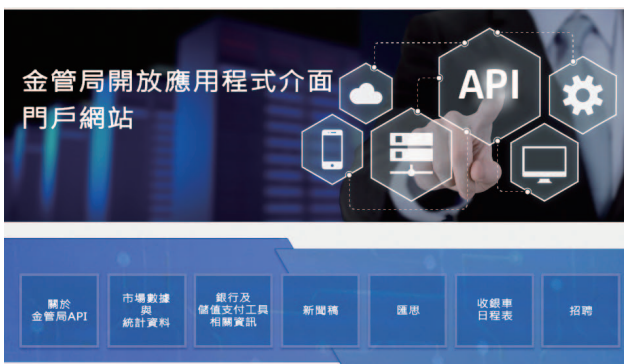 金管局開放應用程式介面
門戶網站
API
關於
金管局API
市場數據
與
統計資料
銀行及
儲值支付工具
相關資訊
新聞稿
匯思
收銀車
日程表
招聘